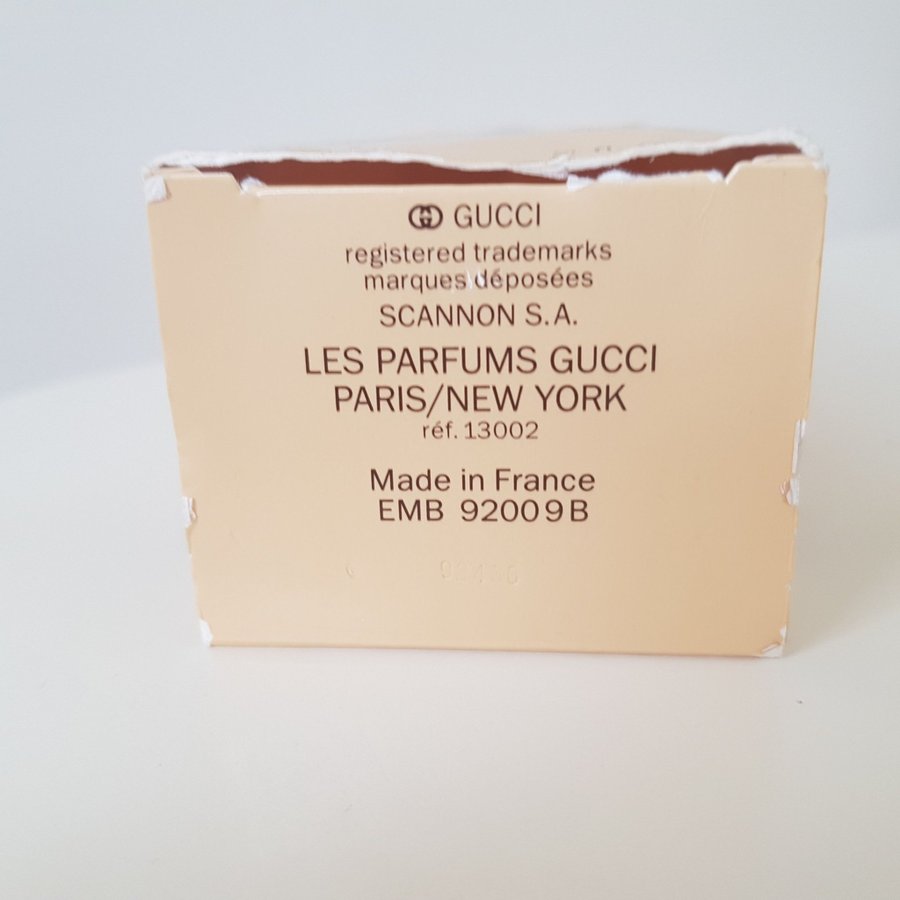 GUCCI
registered trademarks
marques déposées
SCANNON S.A.
LES PARFUMS GUCCI
PARIS/NEW YORK
réf. 13002
Made in France
EMB 92009B